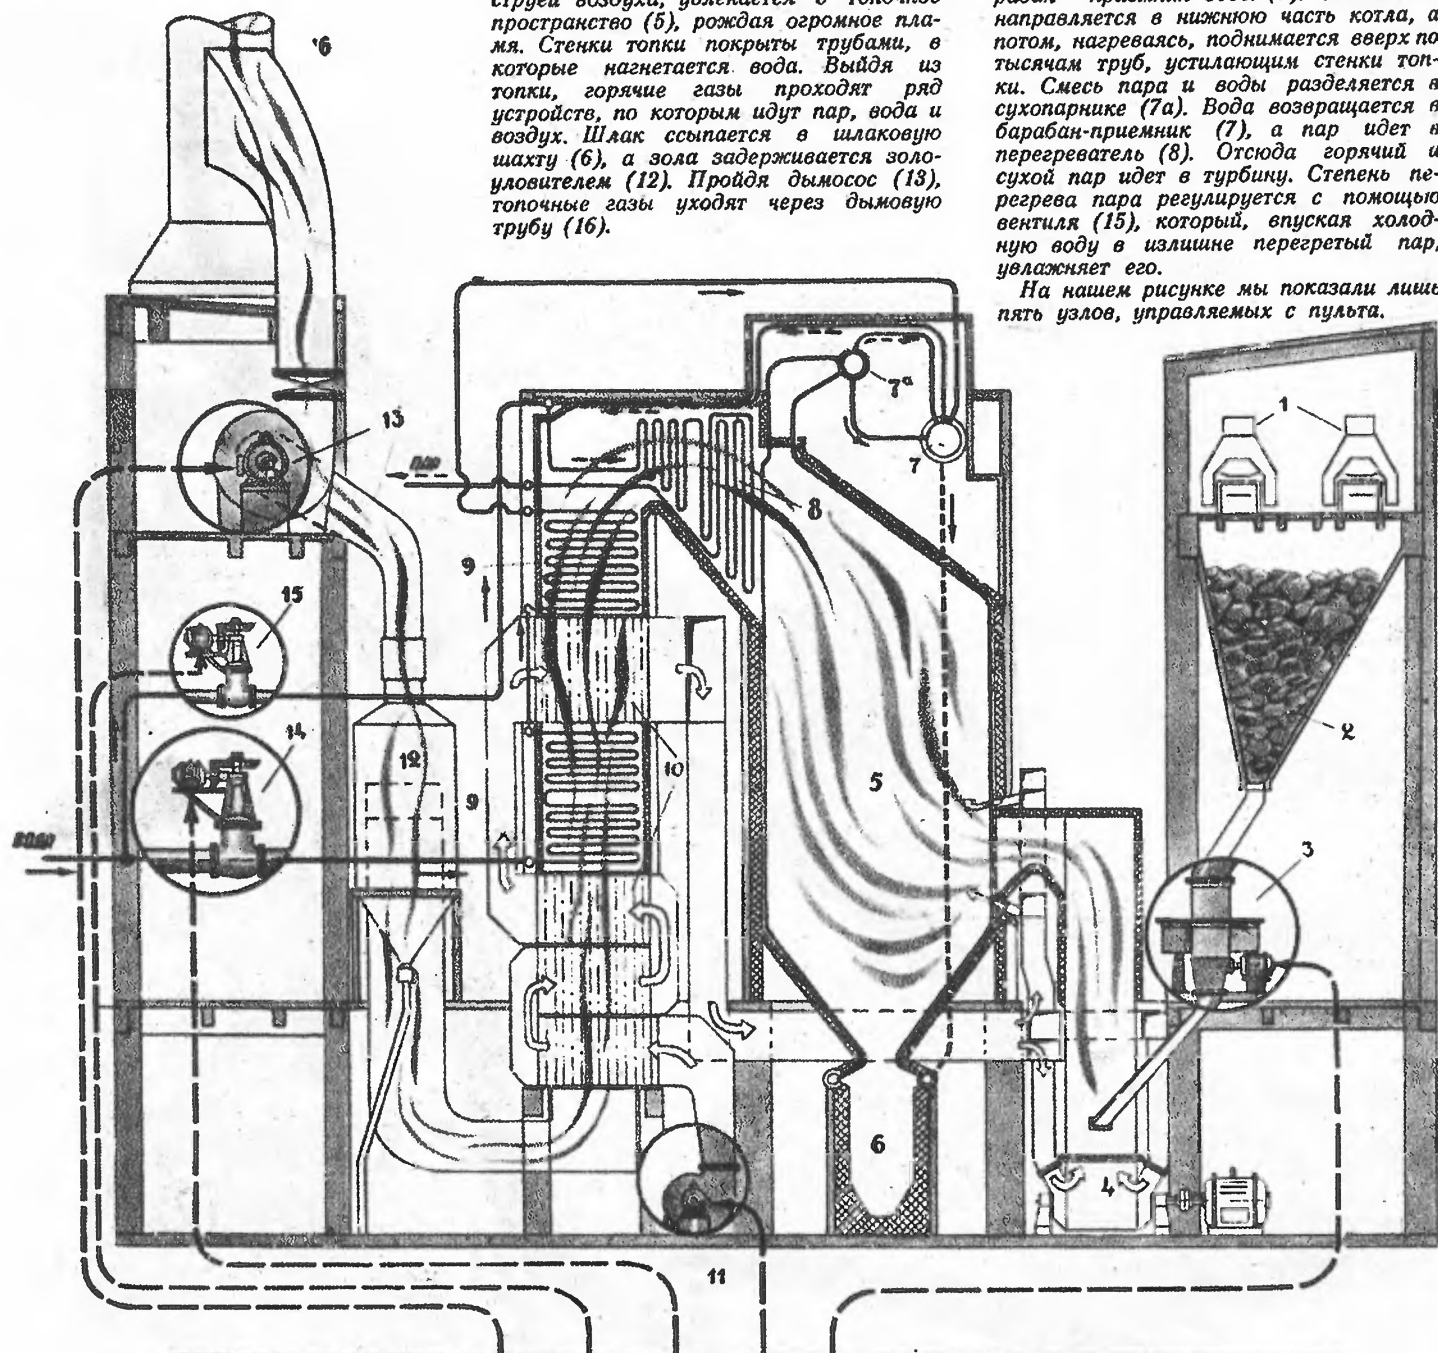 струей воздуха, увлекается в топочное
пространство (5), рождая огромное пла-
мя. Стенки топки покрыты трубами, в
которые нагнетается вода. Выйдя из
топки, горячие газы проходят ряд
устройств, по которым идут пар, вода и
воздух. Шлак ссыпается в шлаковую
шахту (6), а зола задерживается золо-
уловителем (12). Пройдя дымосос (13),
топочные газы уходят через дымовую
трубу (16).
направляется в нижнюю часть котла, а
потом, нагреваясь, поднимается вверх по
тысячам труб, устилающим стенки топ-
ки. Смесь пара и воды разделяется в
сухопарнике (7а). Вода возвращается в
барабан-приемник (7), а пар идет в
перегреватель (8). Отсюда горячий и
сухой пар идет в турбину. Степень пе-
регрева пара регулируется с помощью
вентиля (15), который, впуская холод-
ную воду в излишне перегретый пар,
увлажняет его.
На нашем рисунке мы показали лишь
пять узлов, управляемых с пульта.
6
7а
1
13
7
пар
8
9
15
2
14
12
10
5
9
вода
3
6
4
11